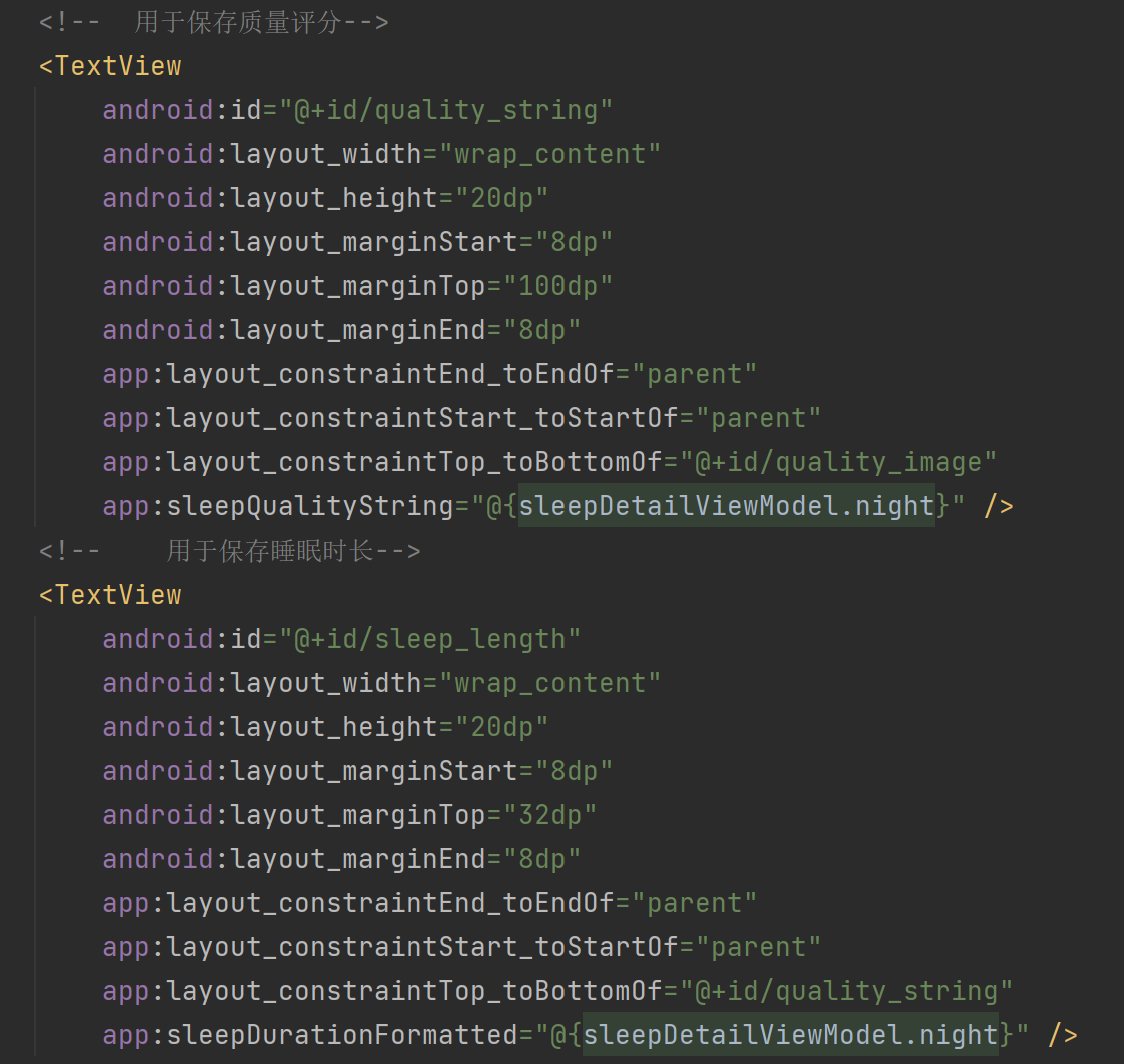 <!--  用于保存质量评分-->
<TextView
    android:id="@+id/quality_string"
    android:layout_width="wrap_content"
    android:layout_height="20dp"
    android:layout_marginStart="8dp"
    android:layout_marginTop="100dp"
    android:layout_marginEnd="8dp"
    app:layout_constraintEnd_toEndOf="parent"
    app:layout_constraintStart_toStartOf="parent"
    app:layout_constraintTop_toBottomOf="@+id/quality_image"
    app:sleepQualityString="@{sleepDetailViewModel.night}" />
<!--    用于保存睡眠时长-->
<TextView
    android:id="@+id/sleep_length"
    android:layout_width="wrap_content"
    android:layout_height="20dp"
    android:layout_marginStart="8dp"
    android:layout_marginTop="32dp"
    android:layout_marginEnd="8dp"
    app:layout_constraintEnd_toEndOf="parent"
    app:layout_constraintStart_toStartOf="parent"
    app:layout_constraintTop_toBottomOf="@+id/quality_string"
    app:sleepDurationFormatted="@{sleepDetailViewModel.night}" />